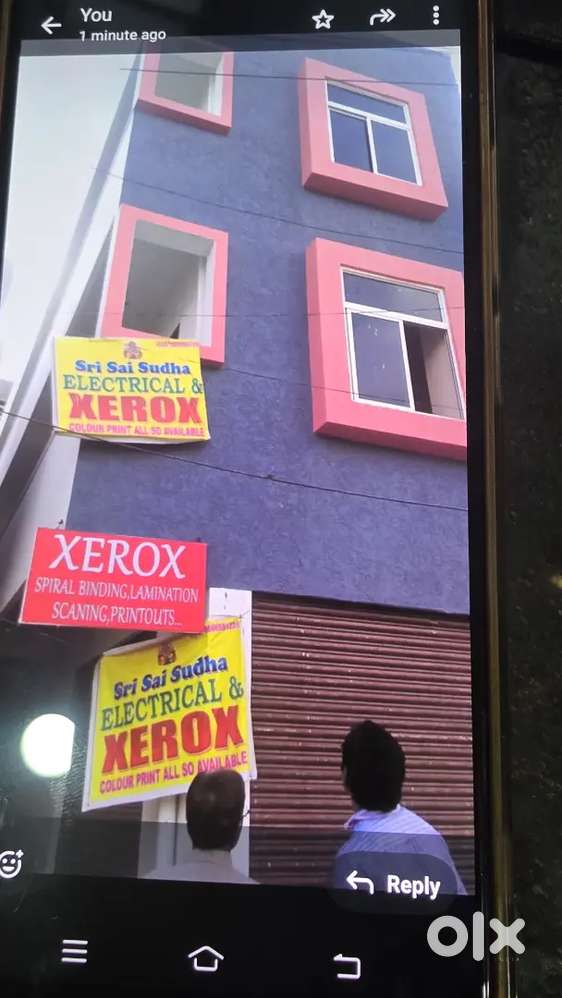 You
1 minute ago
Sri Sai Sudha
ELECTRICAL &
XEROX
COLOUR PRINT ALL SO AVAILABLE
XEROX
SPIRAL BINDING,LAMINATION
SCANING,PRINTOUTS...
Sri Sai Sudha
ELECTRICAL &
XEROX
COLOUR PRINT ALL SO AVAILABLE
Reply
olx